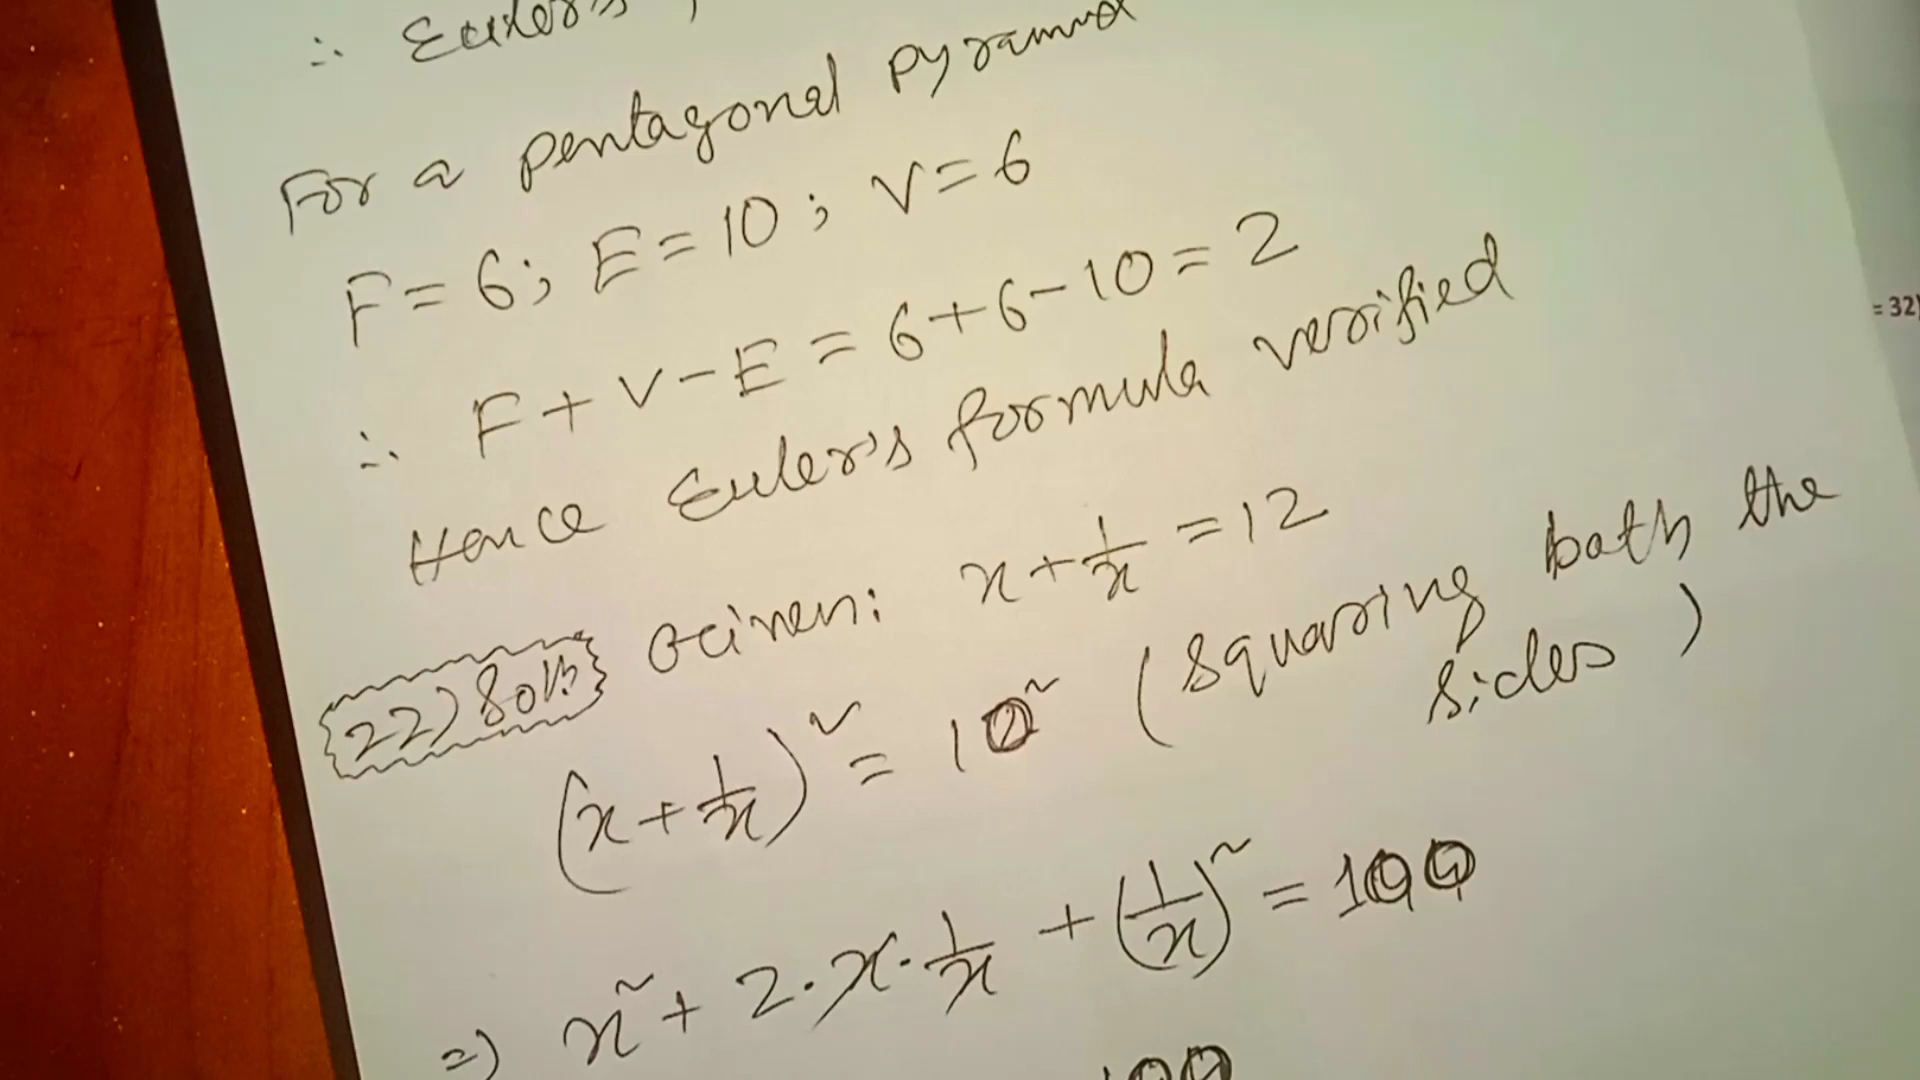 ∴ Euler's
For a pentagonal pyramid
F = 6; E = 10; V = 6
∴ F + V - E = 6 + 6 - 10 = 2
Hence Euler's formula verified
= 32)
22) Soln Given: x + 1/x = 12
(x + 1/x)² = 12² (squaring both the
sides)
⇒ x² + 2·x·1/x + (1/x)² = 144